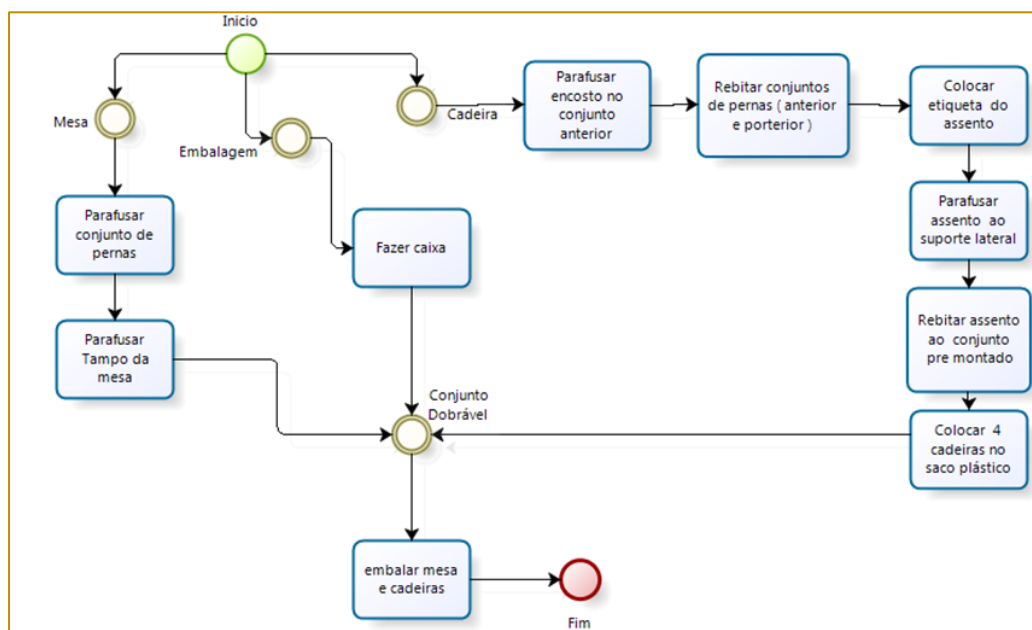 Inicio
Mesa
Embalagem
Cadeira
Parafusar
encosto no
conjunto
anterior
Rebitar conjuntos
de pernas ( anterior
e porterior )
Colocar
etiqueta do
assento
Parafusar
assento ao
suporte lateral
Rebitar assento
ao conjunto
pre montado
Colocar 4
cadeiras no
saco plástico
Parafusar
conjunto de
pernas
Parafusar
Tampo da
mesa
Fazer caixa
Conjunto
Dobrável
embalar mesa
e cadeiras
Fim